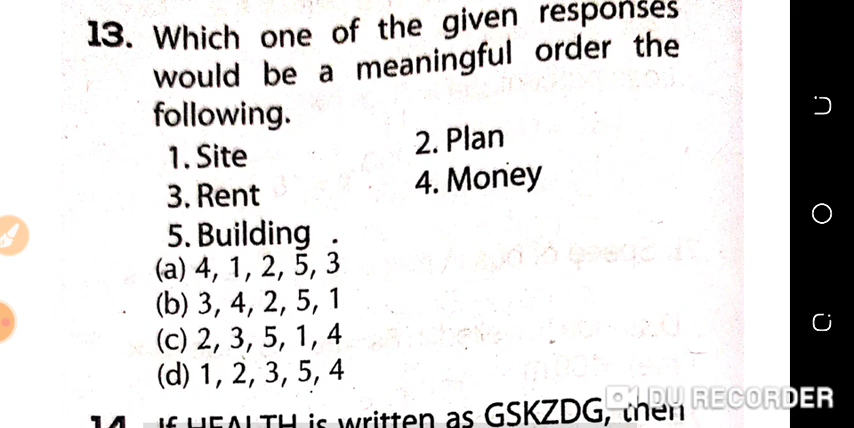 13. Which one of the given responses
would be a meaningful order the
following.
1. Site 2. Plan
3. Rent 4. Money
5. Building
(a) 4, 1, 2, 5, 3
(b) 3, 4, 2, 5, 1
(c) 2, 3, 5, 1, 4
(d) 1, 2, 3, 5, 4
DU RECORDER
14. If HEALTH is written as GSKZDG, then